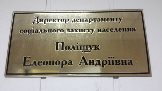 Директор департаменту
соціального захисту населення
Поліщук
Елеонора Андріївна